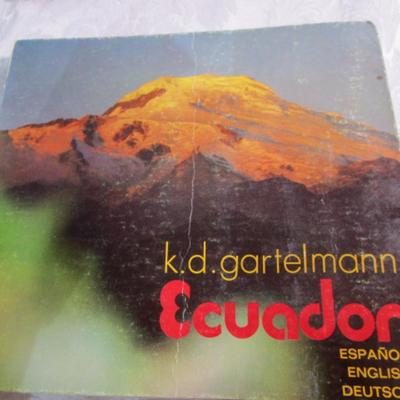 k.d.gartelmann
Ecuador
ESPAÑO
ENGLIS
DEUTSC